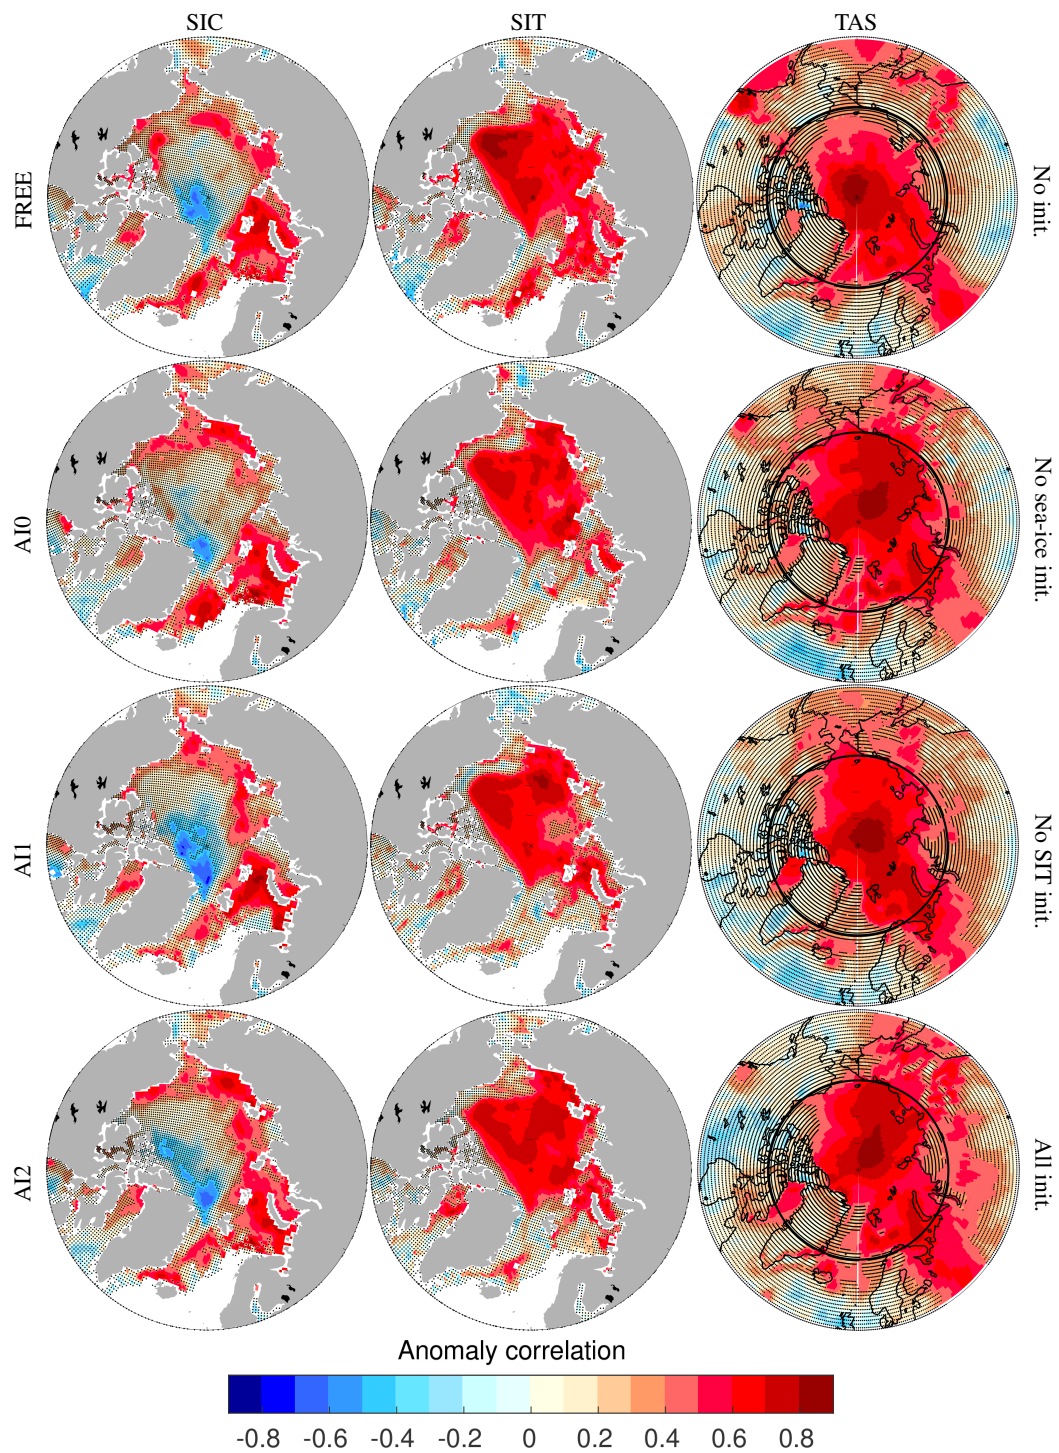 SIC SIT TAS
FREE
No init.
AI0
No sea-ice init.
AI1
No SIT init.
AI2
All init.
Anomaly correlation
-0.8 -0.6 -0.4 -0.2 0 0.2 0.4 0.6 0.8